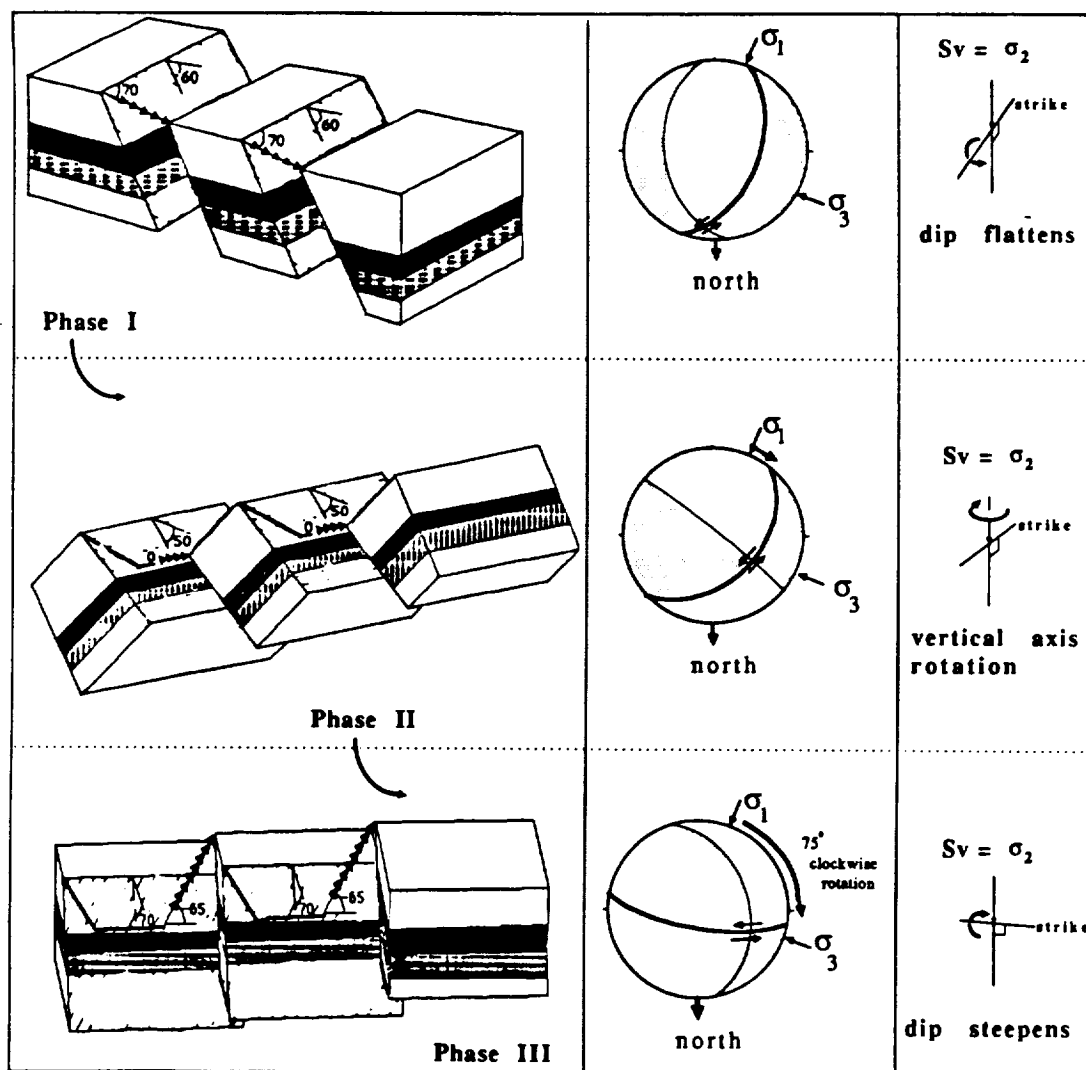 70
60
70
60
Phase I
σ1
σ3
north
Sv = σ2
strike
dip flattens
0
50
0
50
Phase II
σ1
σ3
north
Sv = σ2
strike
vertical axis
rotation
70
65
70
65
Phase III
σ1
75°
clockwise
rotation
σ3
north
Sv = σ2
strike
dip steepens